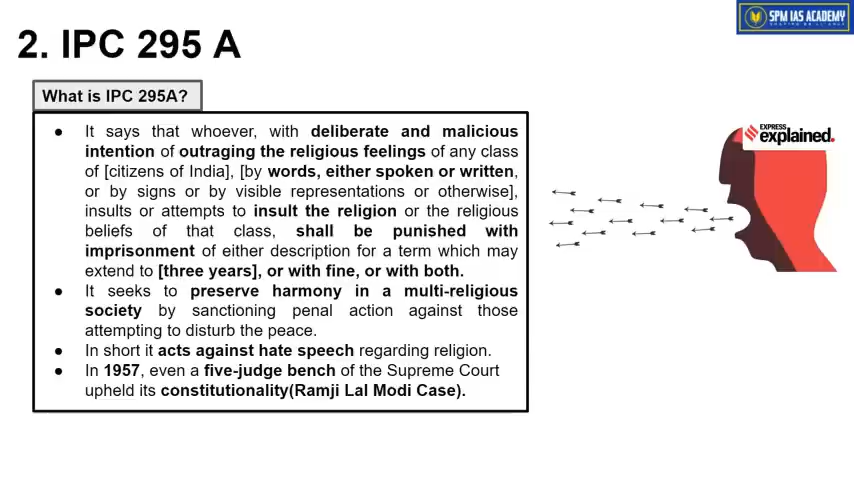 SPM IAS ACADEMY
2. IPC 295 A
What is IPC 295A?
● It says that whoever, with deliberate and malicious
intention of outraging the religious feelings of any class
of [citizens of India], [by words, either spoken or written,
or by signs or by visible representations or otherwise],
insults or attempts to insult the religion or the religious
beliefs of that class, shall be punished with
imprisonment of either description for a term which may
extend to [three years], or with fine, or with both.
● It seeks to preserve harmony in a multi-religious
society by sanctioning penal action against those
attempting to disturb the peace.
● In short it acts against hate speech regarding religion.
● In 1957, even a five-judge bench of the Supreme Court
upheld its constitutionality(Ramji Lal Modi Case).
EXPRESS
explained.